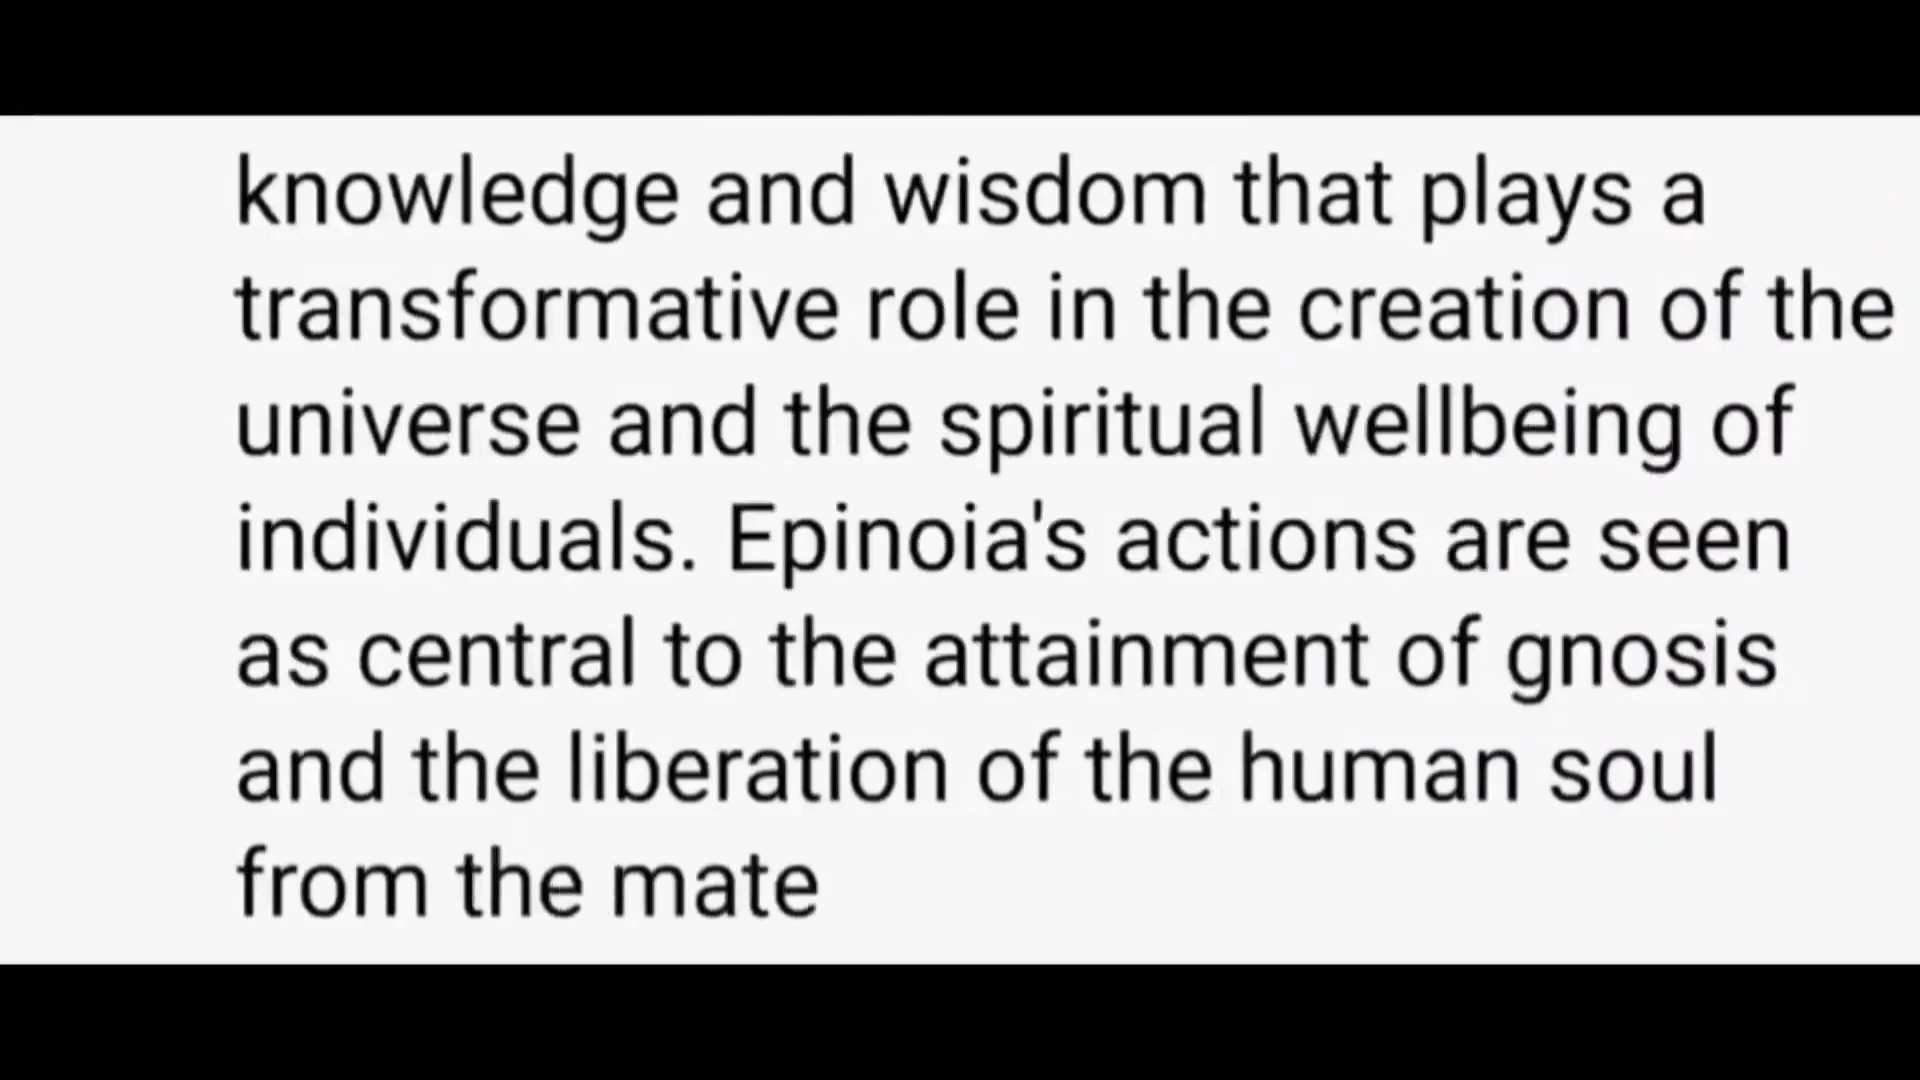 knowledge and wisdom that plays a
transformative role in the creation of the
universe and the spiritual wellbeing of
individuals. Epinoia's actions are seen
as central to the attainment of gnosis
and the liberation of the human soul
from the mate